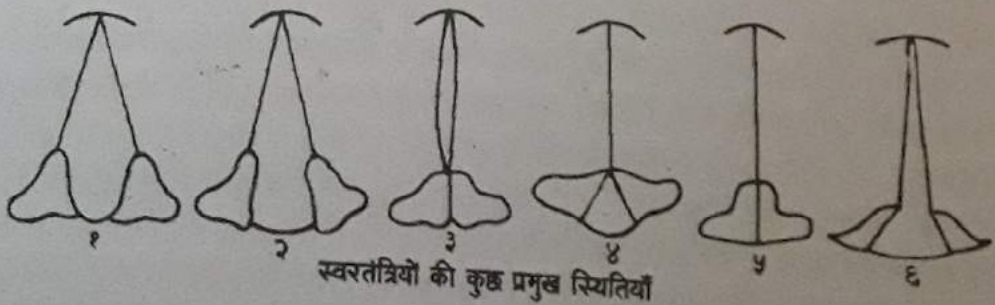 १ २ ३ ४ ५ ६
स्वरतंत्रियों की कुछ प्रमुख स्थितियाँ